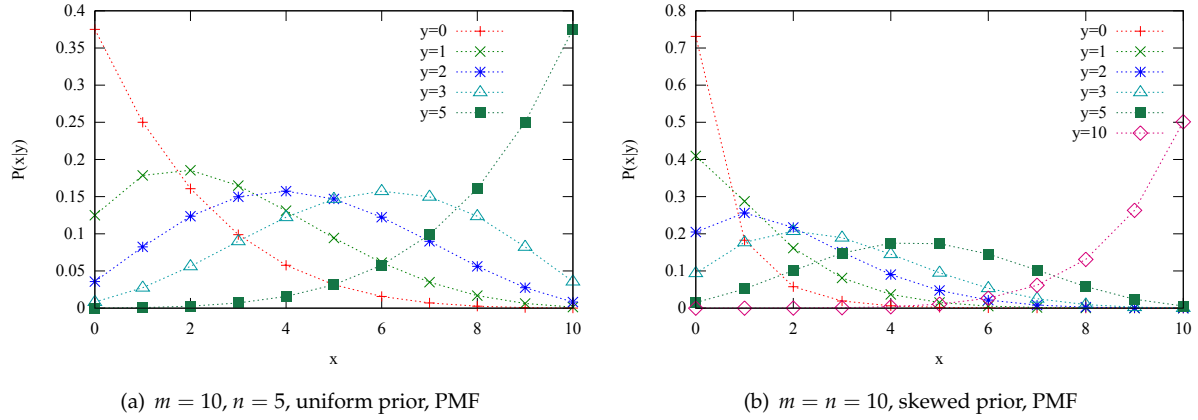 0.4
0.35
0.3
0.25
0.2
0.15
0.1
0.05
0
P(x|y)
0 2 4 6 8 10
x
y=0
y=1
y=2
y=3
y=5
(a) m = 10, n = 5, uniform prior, PMF
0.8
0.7
0.6
0.5
0.4
0.3
0.2
0.1
0
P(x|y)
0 2 4 6 8 10
x
y=0
y=1
y=2
y=3
y=5
y=10
(b) m = n = 10, skewed prior, PMF